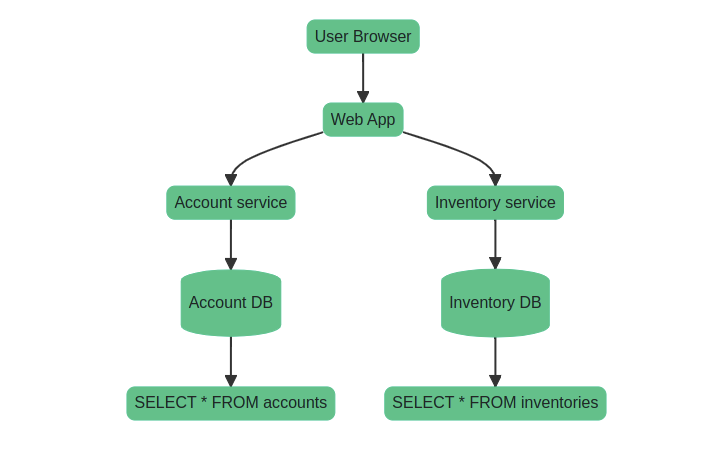 User Browser
Web App
Account service
Inventory service
Account DB
Inventory DB
SELECT * FROM accounts
SELECT * FROM inventories